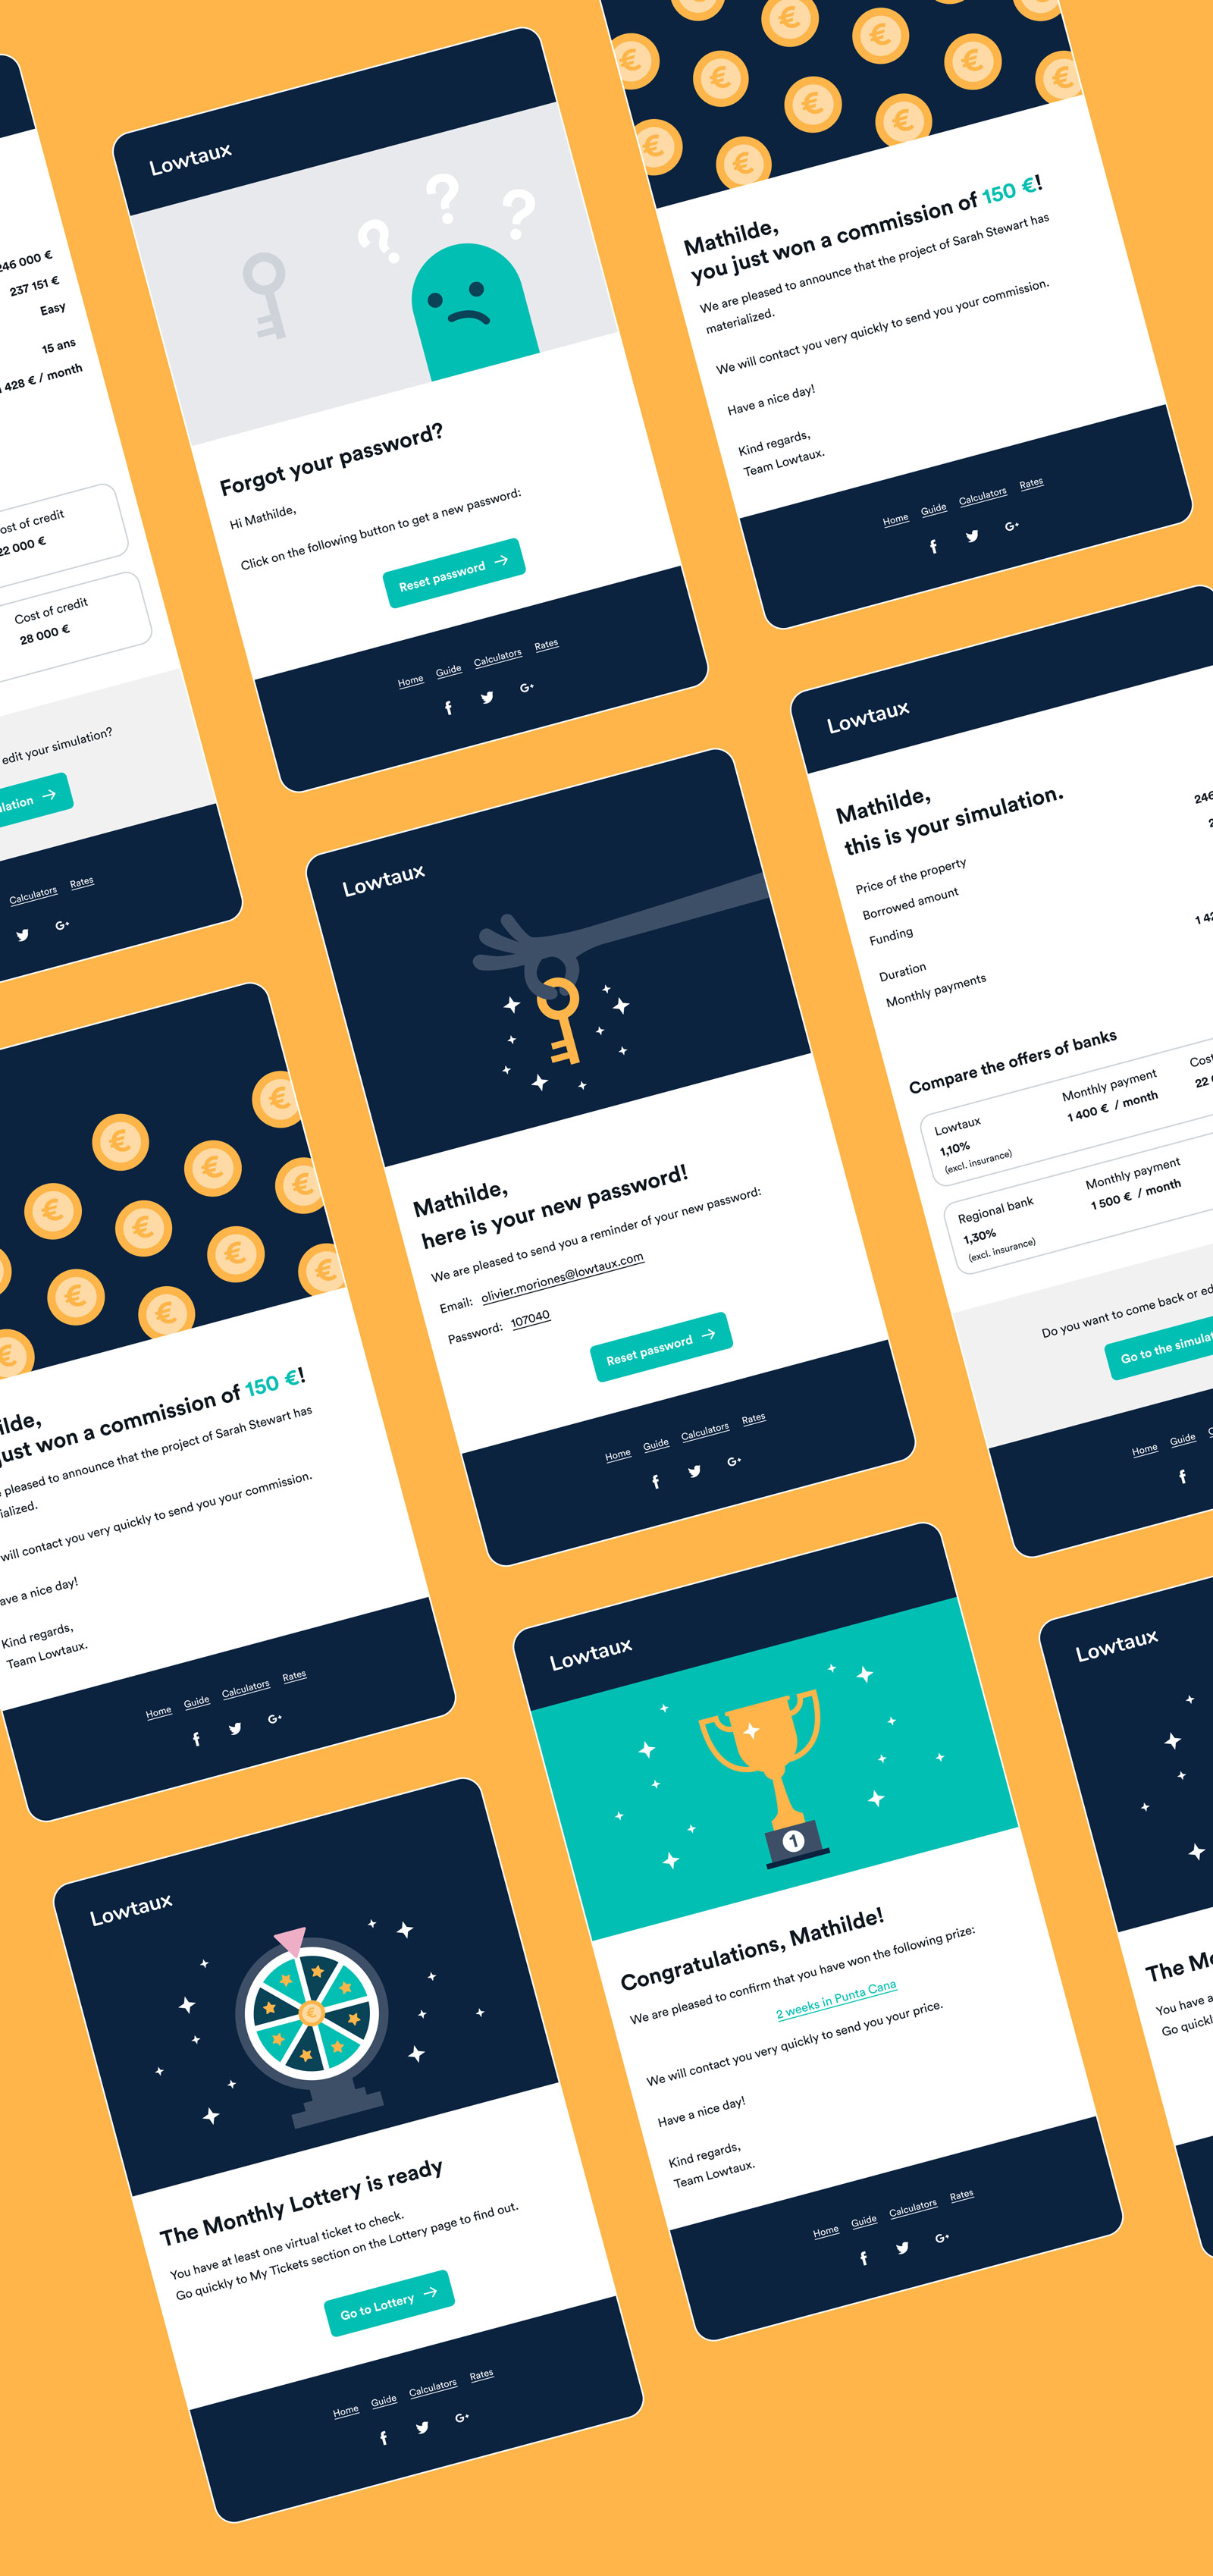 246 000 €
237 151 €
Easy
15 ans
428 € / month
ost of credit
22 000 €
Cost of credit
28 000 €
edit your simulation?
lation
Calculators Rates
G+
Lowtaux
? ? ?
Forgot your password?
Hi Mathilde,
Click on the following button to get a new password:
Reset password
Home Guide Calculators Rates
f G+
€ € € € € € € € € €
Mathilde,
you just won a commission of 150 €!
We are pleased to announce that the project of Sarah Stewart has
materialized.
We will contact you very quickly to send you your commission.
Have a nice day!
Kind regards,
Team Lowtaux.
Home Guide Calculators Rates
f G+
Lowtaux
Mathilde,
this is your simulation.
Price of the property 246
Borrowed amount 2
Funding
Duration
Monthly payments 1 42
Compare the offers of banks
Lowtaux Monthly payment Cost
1,10% 1 400 € / month 22
(excl. insurance)
Regional bank Monthly payment
1,30% 1 500 € / month
(excl. insurance)
Do you want to come back or ed
Go to the simulat
Home Guide C
f
Lowtaux
Mathilde,
here is your new password!
We are pleased to send you a reminder of your new password:
Email: olivier.moriones@lowtaux.com
Password: 107040
Reset password
Home Guide Calculators Rates
f G+
€ € € € € € € € € € €
ilde,
just won a commission of 150 €!
pleased to announce that the project of Sarah Stewart has
ialized.
will contact you very quickly to send you your commission.
ave a nice day!
Kind regards,
Team Lowtaux.
Home Guide Calculators Rates
f G+
Lowtaux
€
The Monthly Lottery is ready
You have at least one virtual ticket to check.
Go quickly to My Tickets section on the Lottery page to find out.
Go to Lottery
Home Guide Calculators Rates
f G+
Lowtaux
1
Congratulations, Mathilde!
We are pleased to confirm that you have won the following prize:
2 weeks in Punta Cana
We will contact you very quickly to send you your price.
Have a nice day!
Kind regards,
Team Lowtaux.
Home Guide Calculators Rates
f G+
Lowtaux
The Mo
You have a
Go quickl